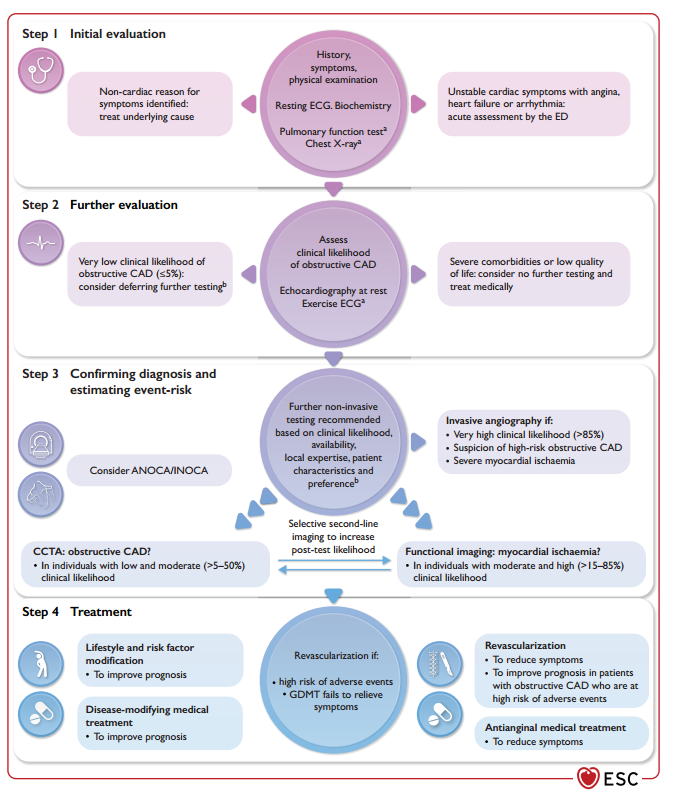 Step 1 Initial evaluation
History,
symptoms,
physical examination
Resting ECG. Biochemistry
Pulmonary function testᵃ
Chest X-rayᵃ
Non-cardiac reason for
symptoms identified:
treat underlying cause
Unstable cardiac symptoms with angina,
heart failure or arrhythmia:
acute assessment by the ED
Step 2 Further evaluation
Assess
clinical likelihood
of obstructive CAD
Echocardiography at rest
Exercise ECGᵃ
Very low clinical likelihood of
obstructive CAD (≤5%):
consider deferring further testingᵇ
Severe comorbidities or low quality
of life: consider no further testing and
treat medically
Step 3 Confirming diagnosis and
estimating event-risk
Further non-invasive
testing recommended
based on clinical likelihood,
availability,
local expertise, patient
characteristics and
preferenceᵇ
Consider ANOCA/INOCA
Invasive angiography if:
• Very high clinical likelihood (>85%)
• Suspicion of high-risk obstructive CAD
• Severe myocardial ischaemia
Selective second-line
imaging to increase
post-test likelihood
CCTA: obstructive CAD?
• In individuals with low and moderate (>5–50%)
clinical likelihood
Functional imaging: myocardial ischaemia?
• In individuals with moderate and high (>15–85%)
clinical likelihood
Step 4 Treatment
Lifestyle and risk factor
modification
• To improve prognosis
Disease-modifying medical
treatment
• To improve prognosis
Revascularization if:
• high risk of adverse events
• GDMT fails to relieve
symptoms
Revascularization
• To reduce symptoms
• To improve prognosis in patients
with obstructive CAD who are at
high risk of adverse events
Antianginal medical treatment
• To reduce symptoms
ESC